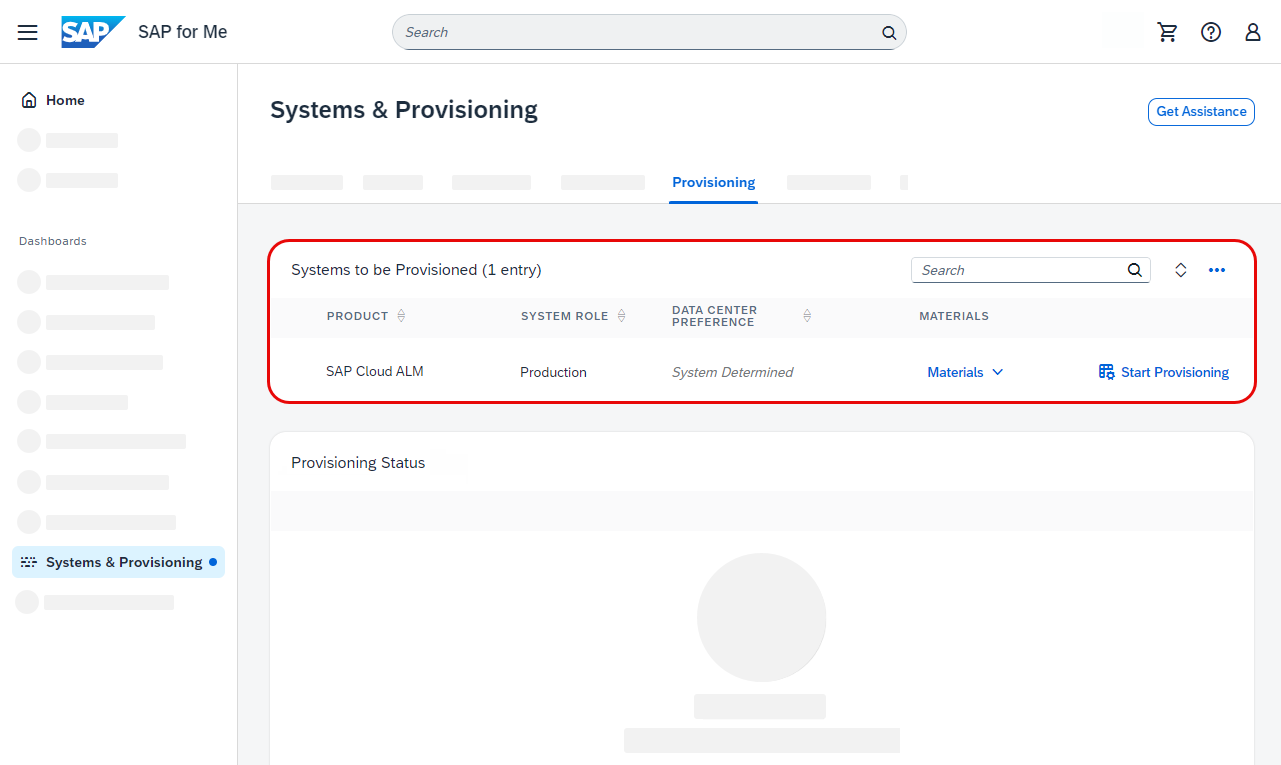 SAP
SAP for Me
Search
Home
Dashboards
Systems & Provisioning
Systems & Provisioning
Get Assistance
Provisioning
Systems to be Provisioned (1 entry)
Search
PRODUCT
SYSTEM ROLE
DATA CENTER
PREFERENCE
MATERIALS
SAP Cloud ALM
Production
System Determined
Materials
Start Provisioning
Provisioning Status